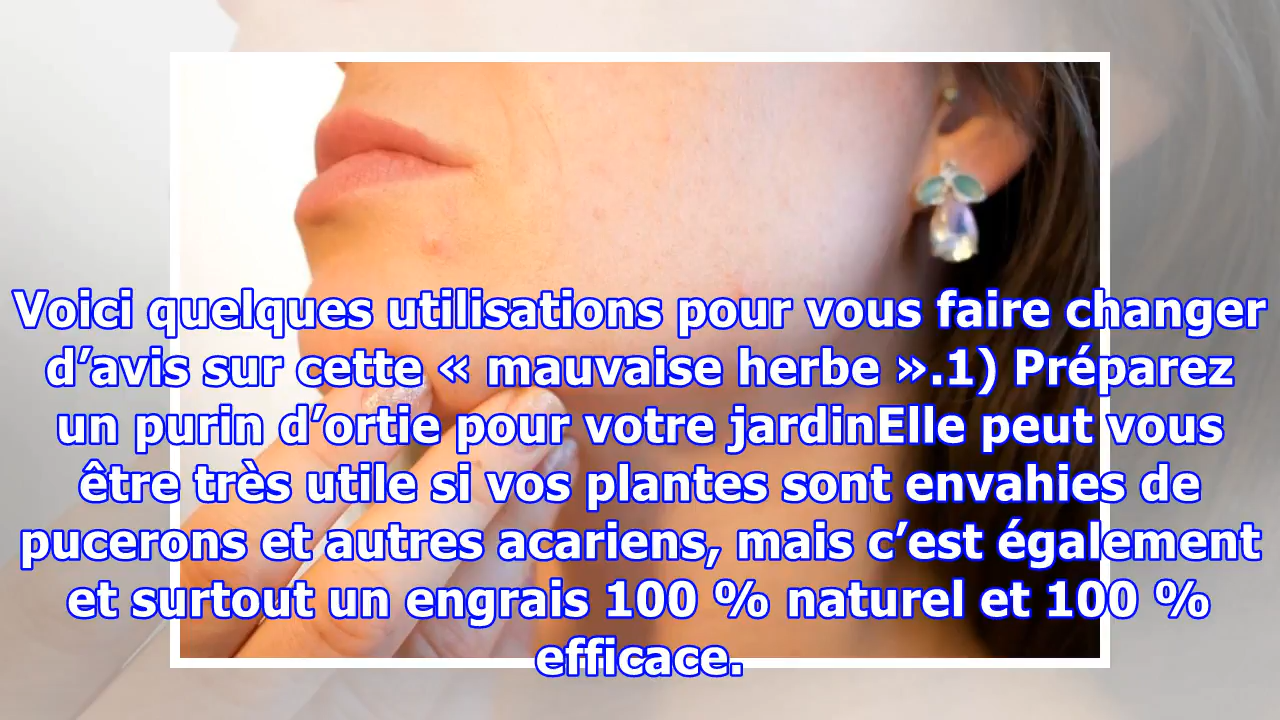 Voici quelques utilisations pour vous faire changer
d’avis sur cette « mauvaise herbe ».1) Préparez
un purin d’ortie pour votre jardinElle peut vous
être très utile si vos plantes sont envahies de
pucerons et autres acariens, mais c’est également
et surtout un engrais 100 % naturel et 100 %
efficace.